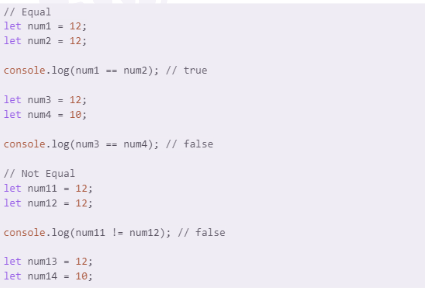 // Equal
let num1 = 12;
let num2 = 12;
console.log(num1 == num2); // true
let num3 = 12;
let num4 = 10;
console.log(num3 == num4); // false
// Not Equal
let num11 = 12;
let num12 = 12;
console.log(num11 != num12); // false
let num13 = 12;
let num14 = 10;